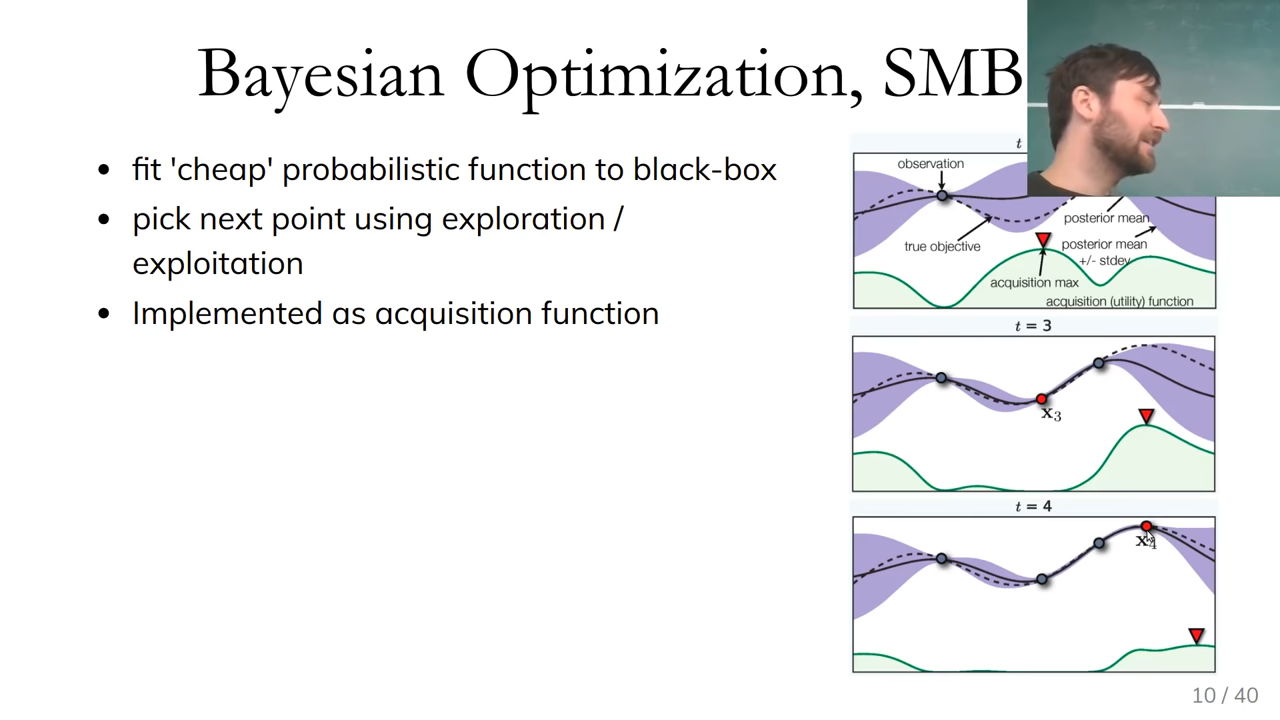 Bayesian Optimization, SMB
• fit 'cheap' probabilistic function to black-box
• pick next point using exploration /
exploitation
• Implemented as acquisition function
t
observation
true objective
posterior mean
posterior mean
+/- stdev
acquisition max
acquisition (utility) function
t = 3
x₃
t = 4
x₄
10 / 40